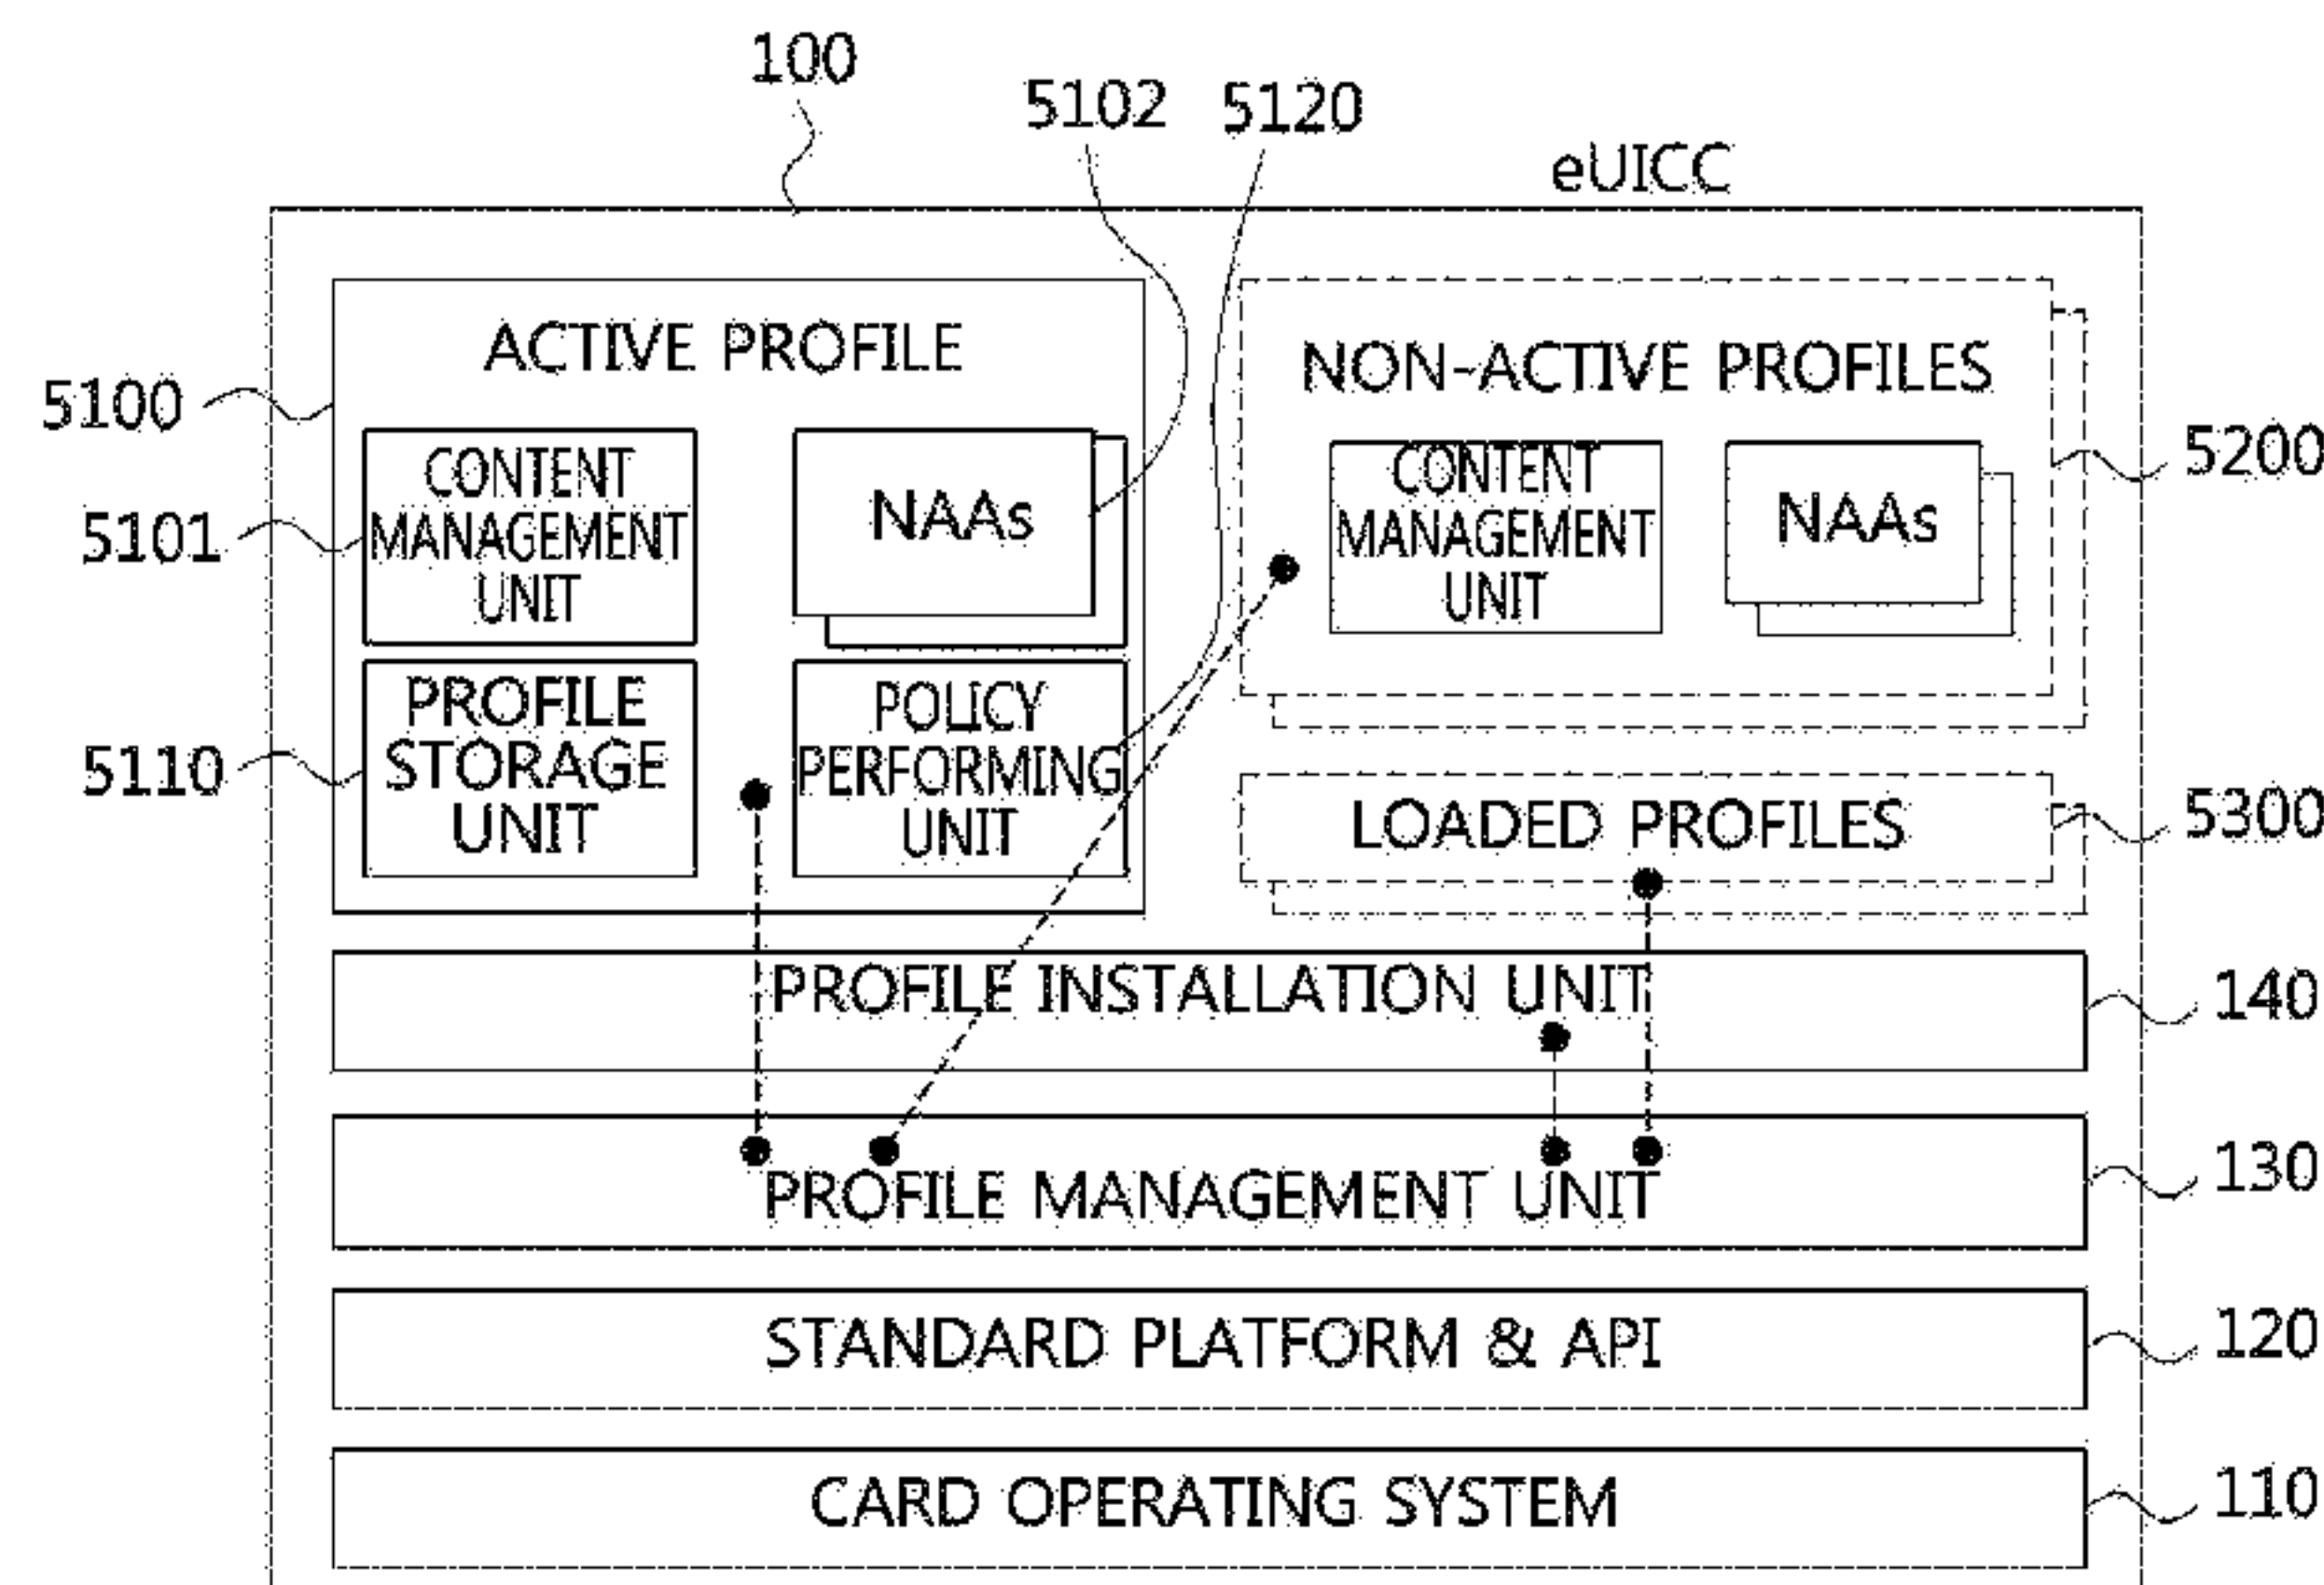 100
5102 5120
eUICC
ACTIVE PROFILE
NON-ACTIVE PROFILES
5100
5200
CONTENT
MANAGEMENT
UNIT
NAAs
CONTENT
MANAGEMENT
UNIT
NAAs
5101
PROFILE
STORAGE
UNIT
POLICY
PERFORMING
UNIT
5110
LOADED PROFILES
5300
PROFILE INSTALLATION UNIT
140
PROFILE MANAGEMENT UNIT
130
STANDARD PLATFORM & API
120
CARD OPERATING SYSTEM
110